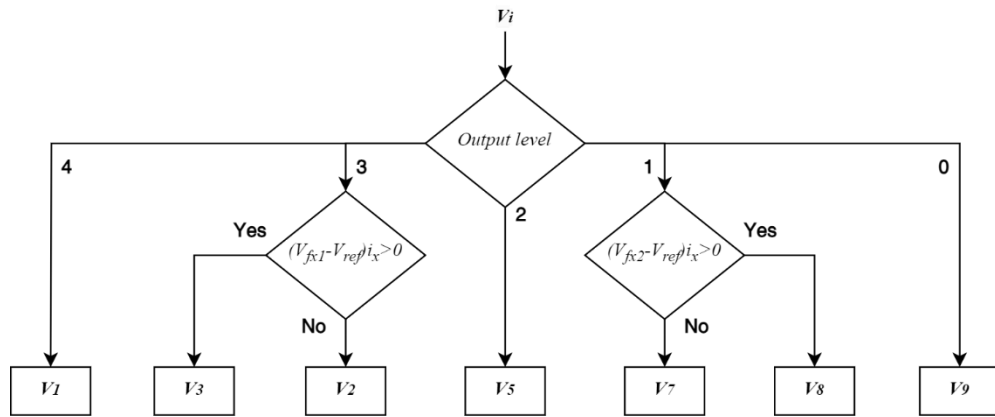 Vi
Output level
4
3
2
1
0
Yes
(Vfx1-Vref)ix>0
(Vfx2-Vref)ix>0
Yes
No
No
V1
V3
V2
V5
V7
V8
V9